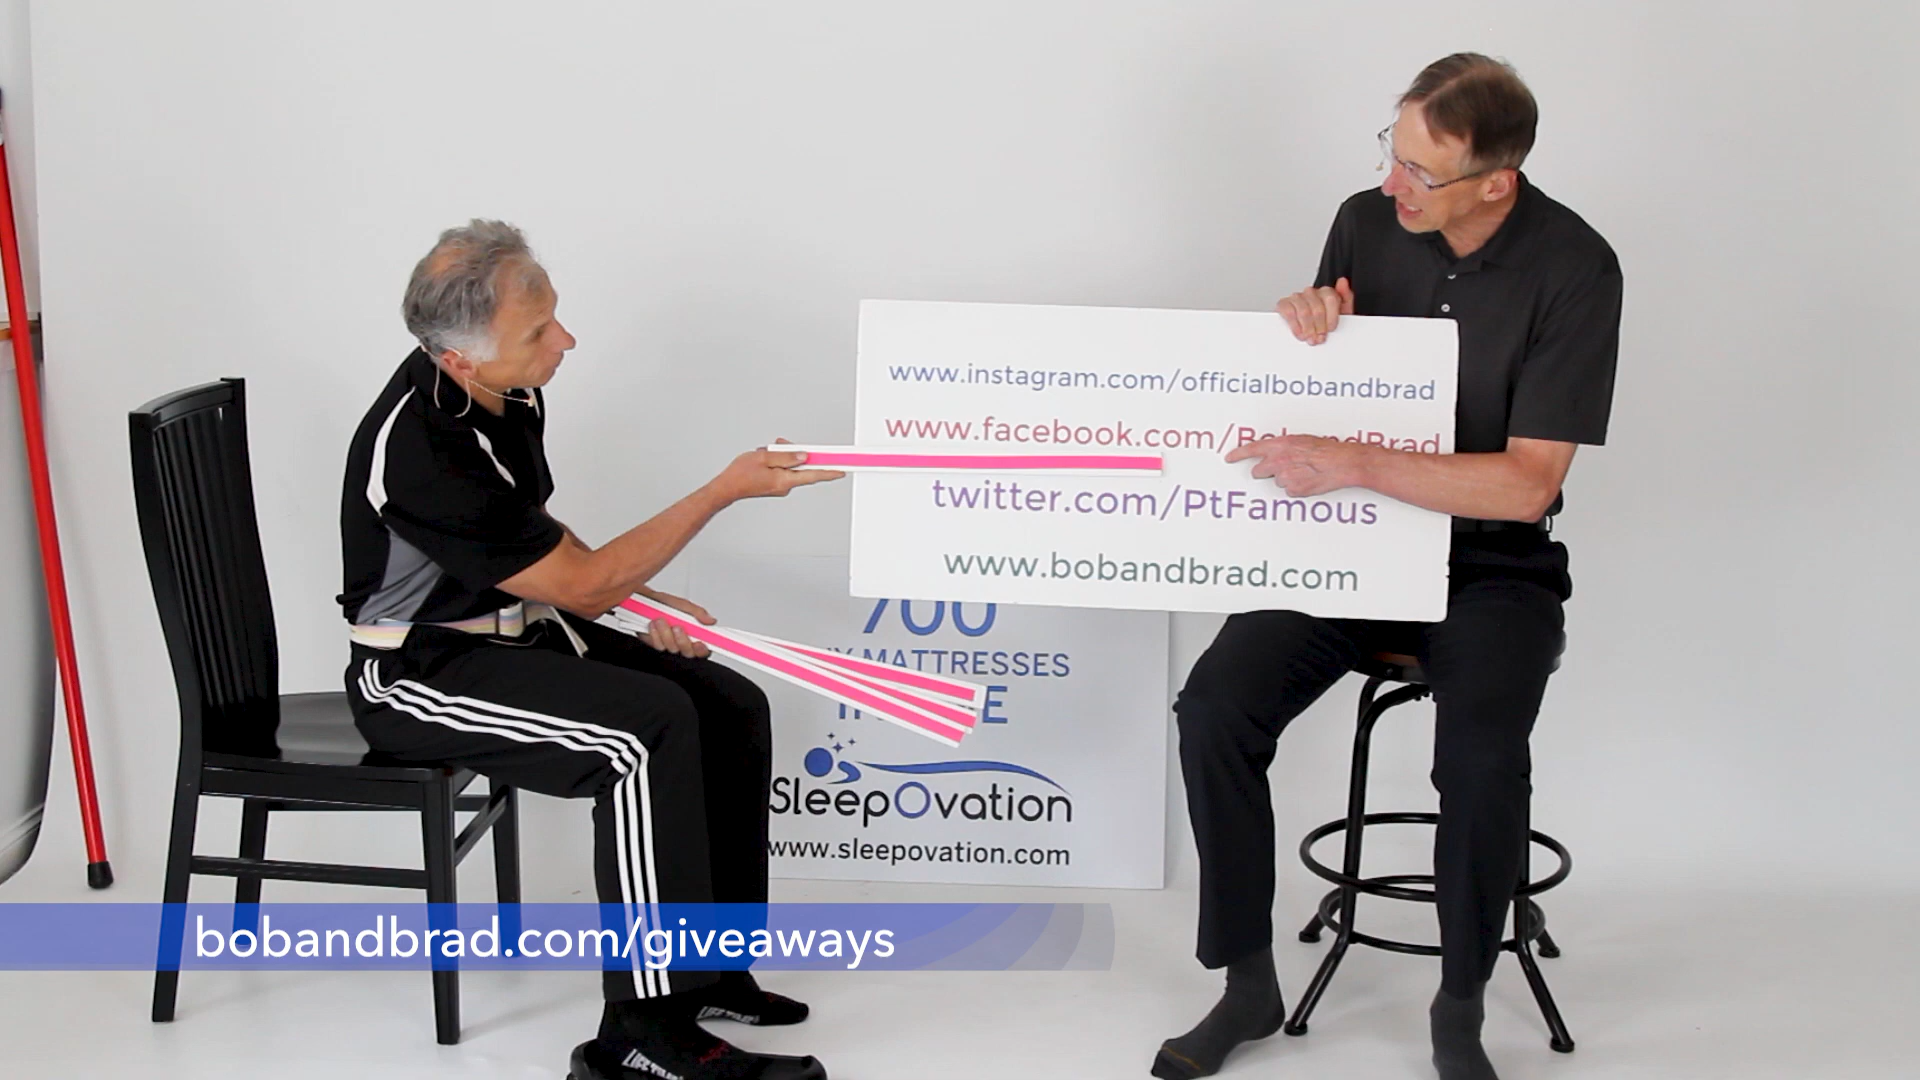 www.instagram.com/officialbobandbrad
www.facebook.com/BobandBrad
twitter.com/PtFamous
www.bobandbrad.com
700
MATTRESSES
SleepOvation
www.sleepovation.com
bobandbrad.com/giveaways